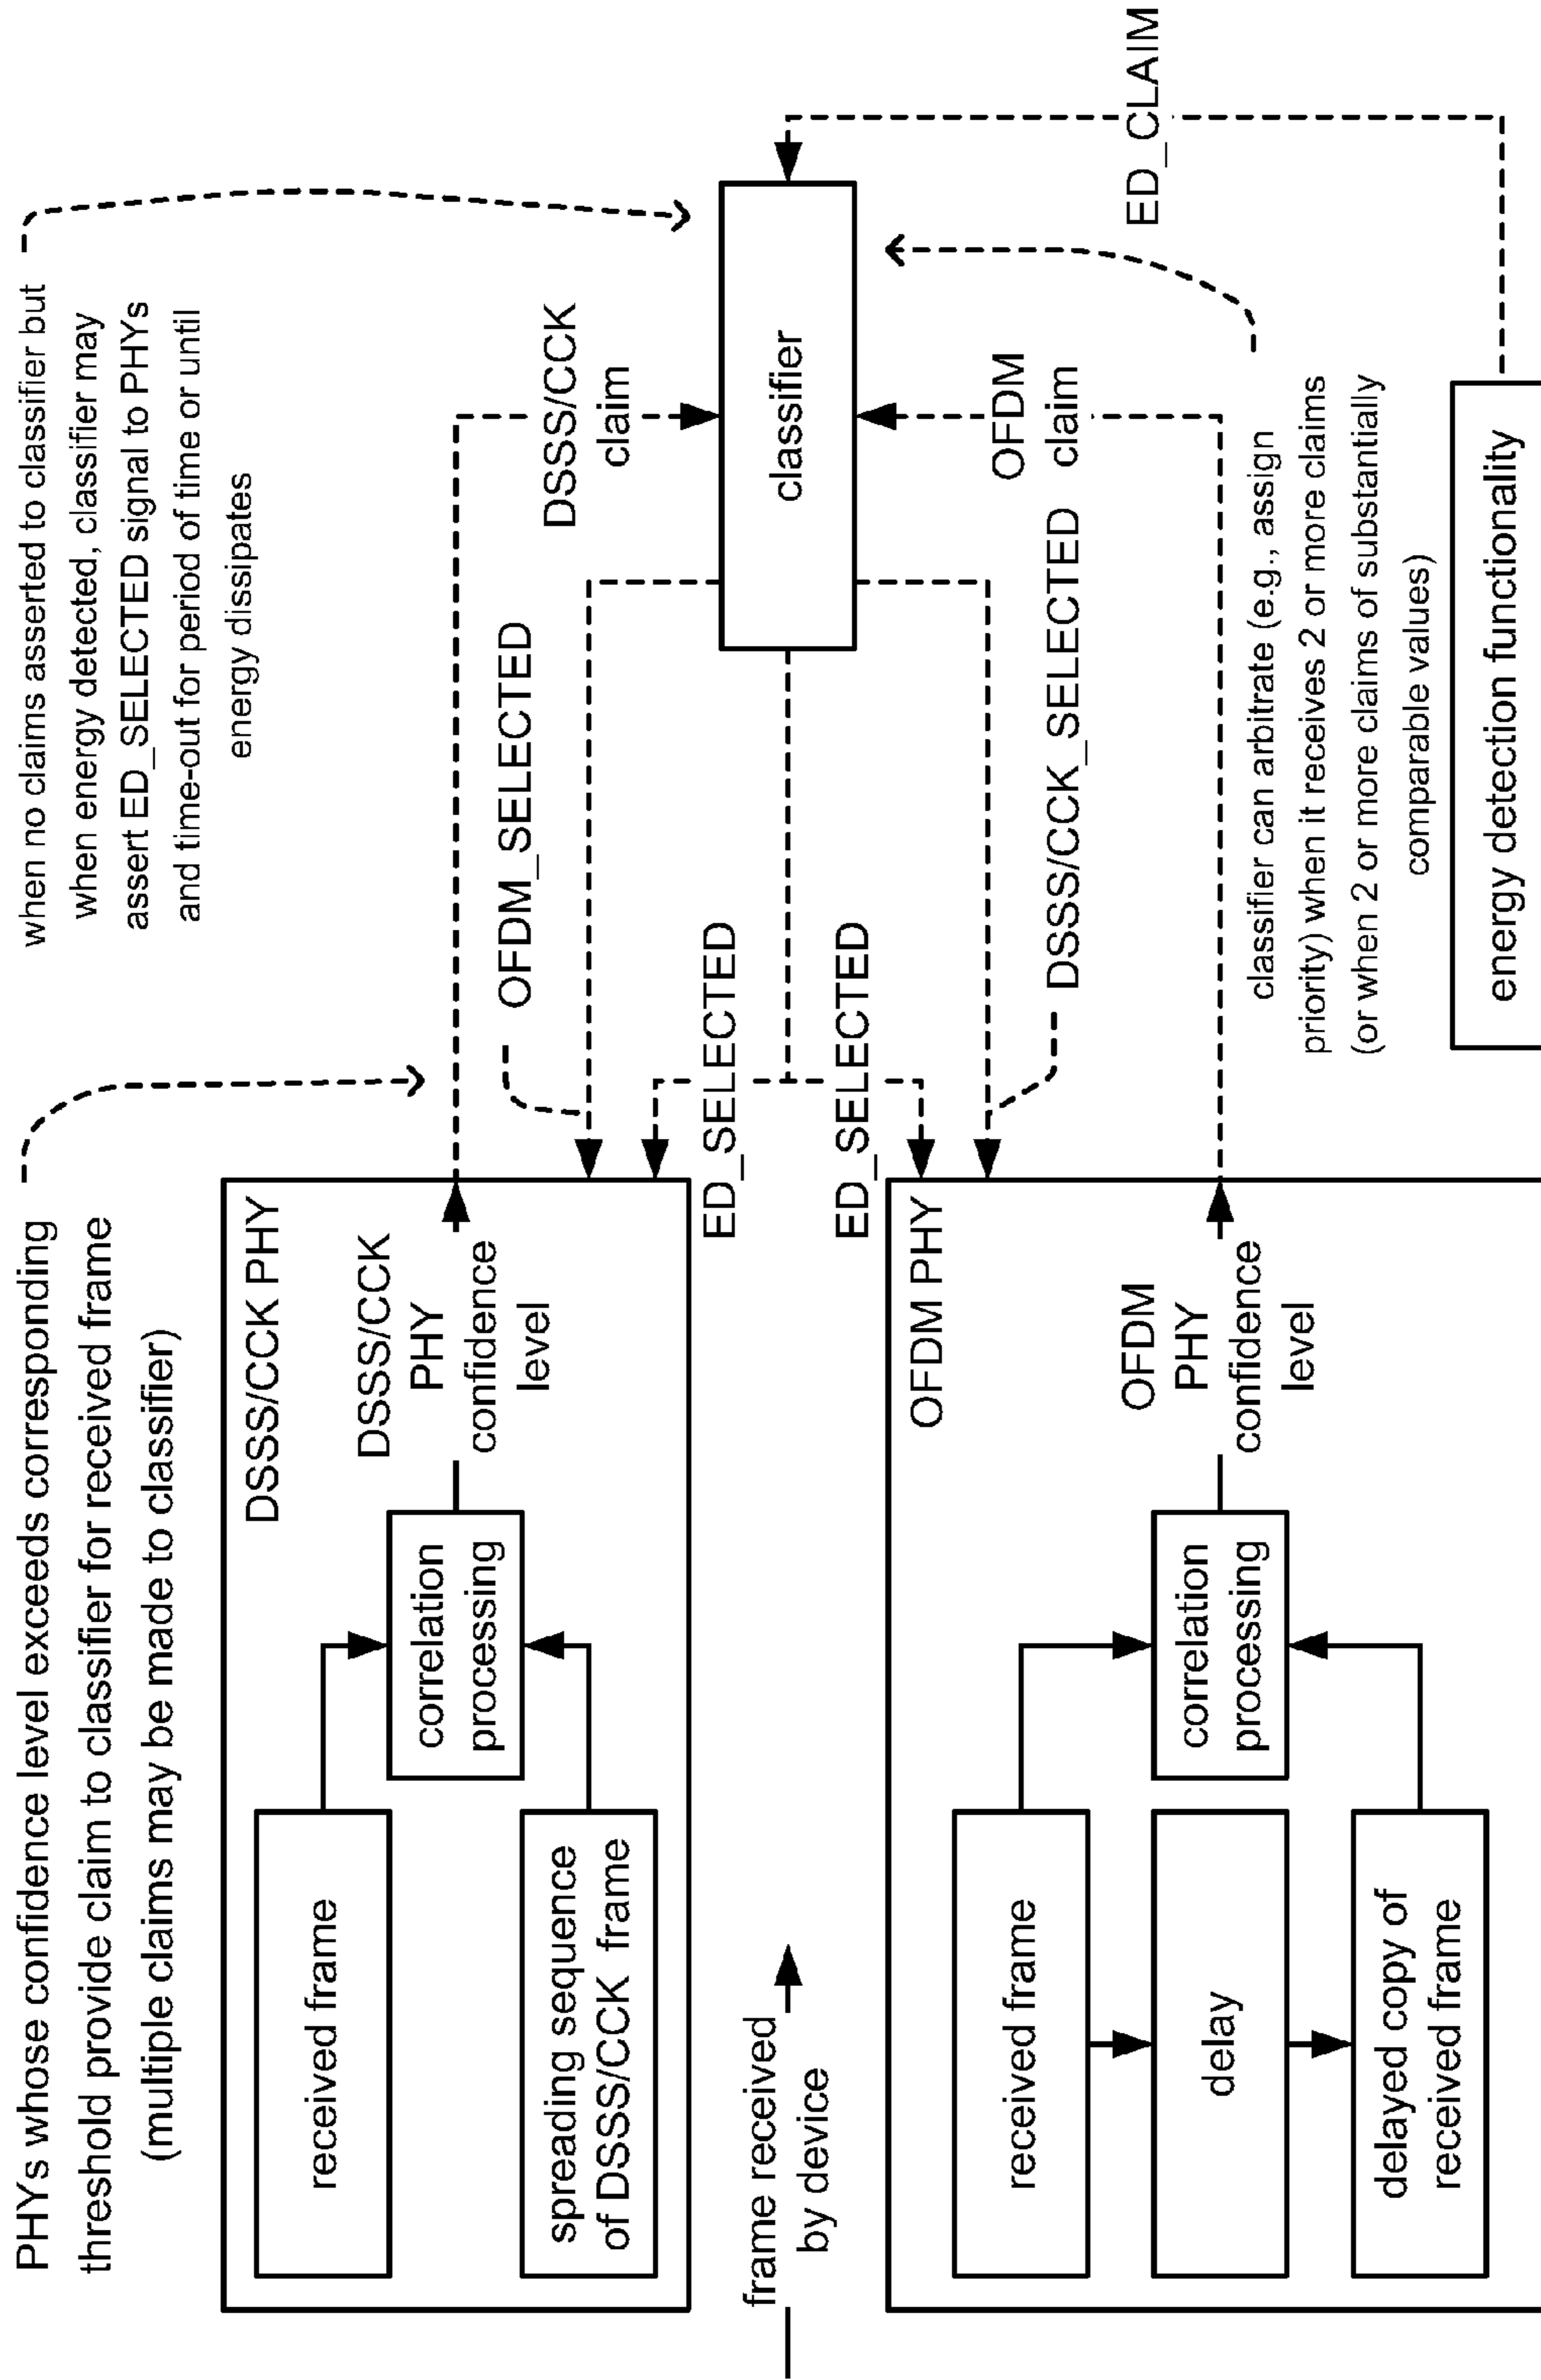 PHYs whose confidence level exceeds corresponding
threshold provide claim to classifier for received frame
(multiple claims may be made to classifier)
when no claims asserted to classifier but
when energy detected, classifier may
assert ED_SELECTED signal to PHYs
and time-out for period of time or until
energy dissipates
DSSS/CCK PHY
received frame
spreading sequence
of DSSS/CCK frame
correlation
processing
DSSS/CCK
PHY
confidence
level
OFDM_SELECTED
DSSS/CCK
claim
ED_SELECTED
frame received
by device
classifier
ED_SELECTED
OFDM PHY
received frame
delay
delayed copy of
received frame
correlation
processing
OFDM
PHY
confidence
level
DSSS/CCK_SELECTED
OFDM
claim
ED_CLAIM
classifier can arbitrate (e.g., assign
priority) when it receives 2 or more claims
(or when 2 or more claims of substantially
comparable values)
energy detection functionality